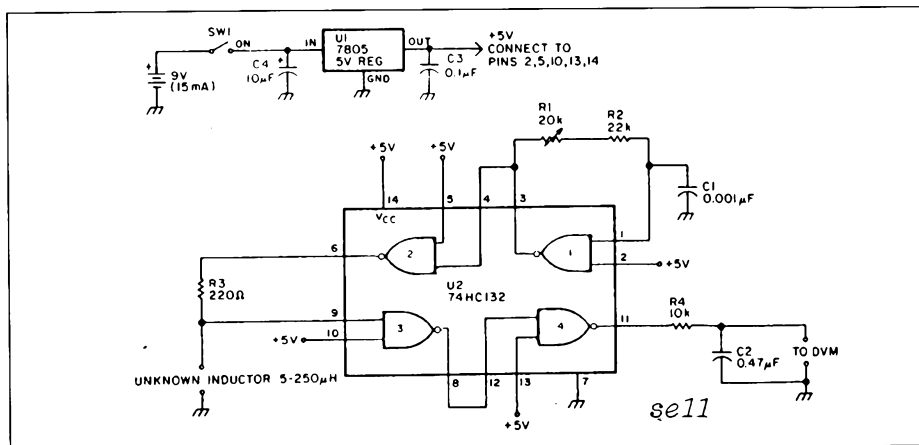 SW1
ON
9V
(15mA)
C4
10µF
IN
U1
7805
5V REG
OUT
GND
C3
0.1µF
+5V
CONNECT TO
PINS 2,5,10,13,14
R1
20k
R2
22k
C1
0.001µF
+5V
+5V
14
5
4
3
VCC
6
2
1
1
2
+5V
R3
220Ω
U2
74HC132
9
10
+5V
3
4
11
R4
10k
C2
0.47µF
TO DVM
UNKNOWN INDUCTOR 5-250µH
8
12
13
7
+5V
sell